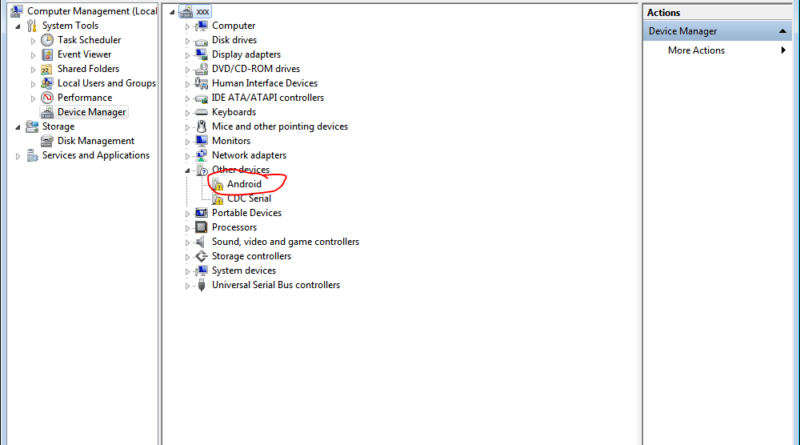 Computer Management (Local
System Tools
Task Scheduler
Event Viewer
Shared Folders
Local Users and Groups
Performance
Device Manager
Storage
Disk Management
Services and Applications
xxx
Computer
Disk drives
Display adapters
DVD/CD-ROM drives
Human Interface Devices
IDE ATA/ATAPI controllers
Keyboards
Mice and other pointing devices
Monitors
Network adapters
Other devices
Android
CDC Serial
Portable Devices
Processors
Sound, video and game controllers
Storage controllers
System devices
Universal Serial Bus controllers
Actions
Device Manager
More Actions